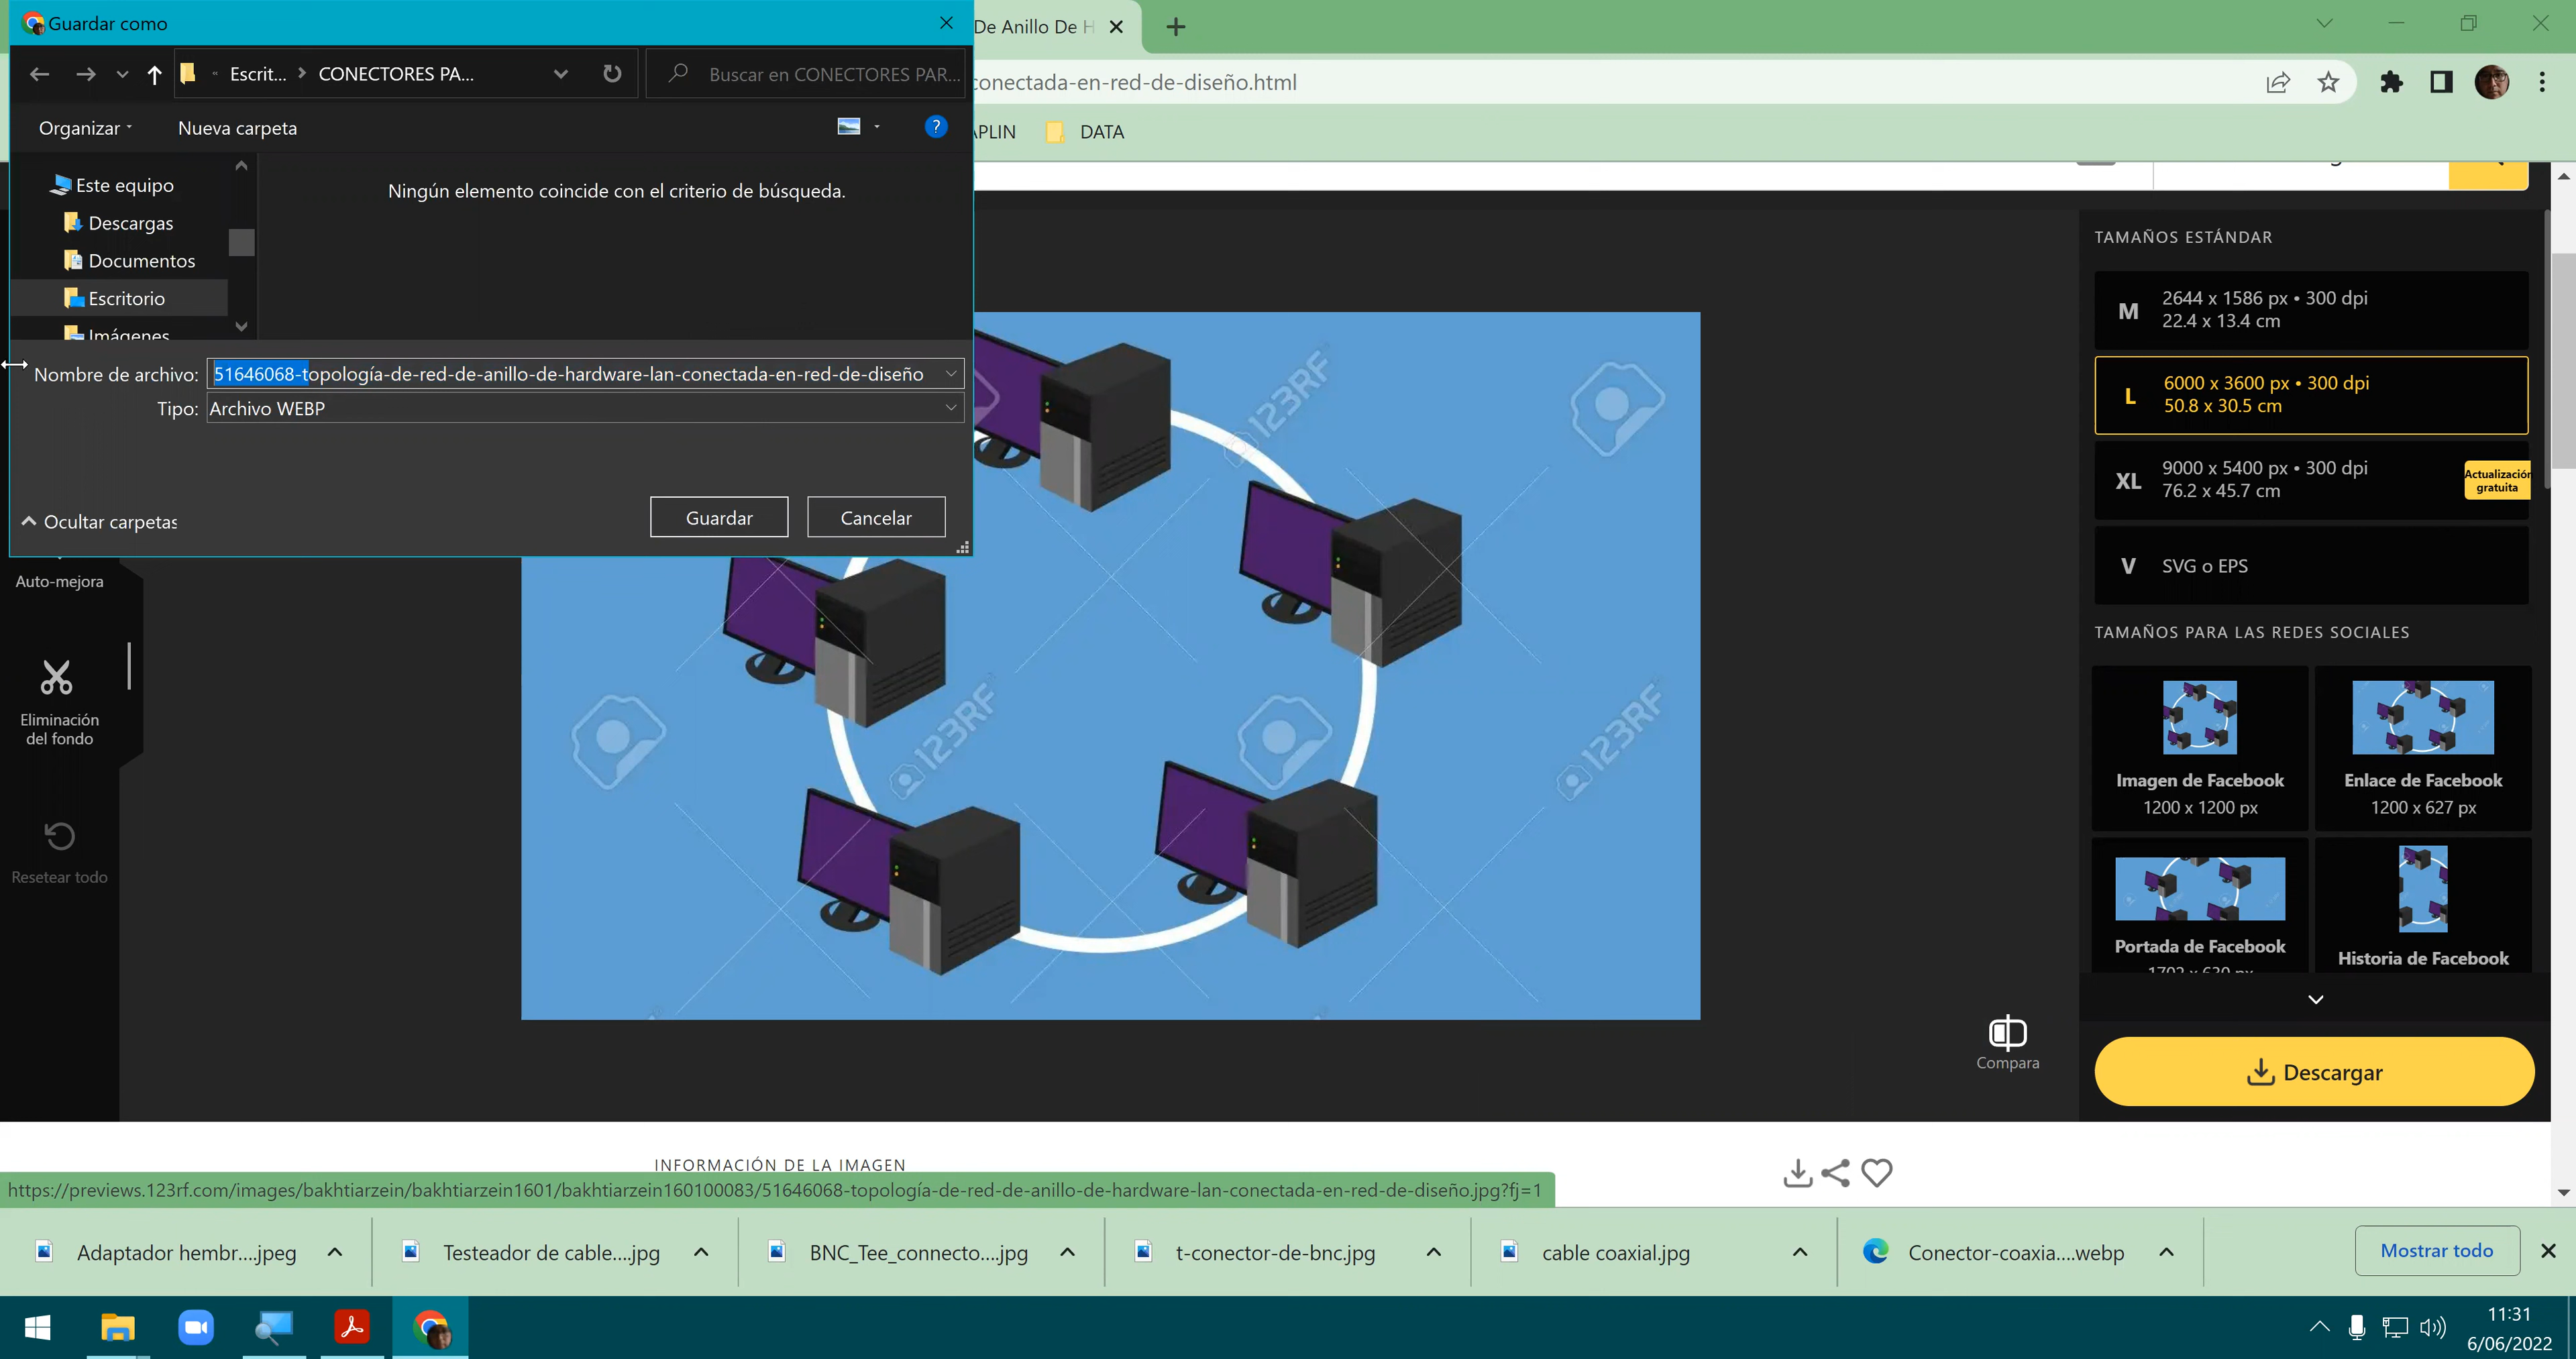 Guardar como
De Anillo De H
Escrit... > CONECTORES PA...
Buscar en CONECTORES PAR...
conectada-en-red-de-diseño.html
Organizar
Nueva carpeta
APLIN
DATA
Este equipo
Descargas
Documentos
Escritorio
Imágenes
Ningún elemento coincide con el criterio de búsqueda.
Nombre de archivo: 51646068-topología-de-red-de-anillo-de-hardware-lan-conectada-en-red-de-diseño
Tipo: Archivo WEBP
Ocultar carpetas
Guardar
Cancelar
Auto-mejora
Eliminación
del fondo
Resetear todo
123RF
123RF
123RF
TAMAÑOS ESTÁNDAR
M
2644 x 1586 px • 300 dpi
22.4 x 13.4 cm
L
6000 x 3600 px • 300 dpi
50.8 x 30.5 cm
XL
9000 x 5400 px • 300 dpi
76.2 x 45.7 cm
Actualización
gratuita
V
SVG o EPS
TAMAÑOS PARA LAS REDES SOCIALES
Imagen de Facebook
1200 x 1200 px
Enlace de Facebook
1200 x 627 px
Portada de Facebook
1702 x 630 px
Historia de Facebook
Compara
Descargar
INFORMACIÓN DE LA IMAGEN
https://previews.123rf.com/images/bakhtiarzein/bakhtiarzein1601/bakhtiarzein160100083/51646068-topología-de-red-de-anillo-de-hardware-lan-conectada-en-red-de-diseño.jpg?fj=1
Adaptador hembr....jpeg
Testeador de cable....jpg
BNC_Tee_connecto....jpg
t-conector-de-bnc.jpg
cable coaxial.jpg
Conector-coaxia....webp
Mostrar todo
11:31
6/06/2022